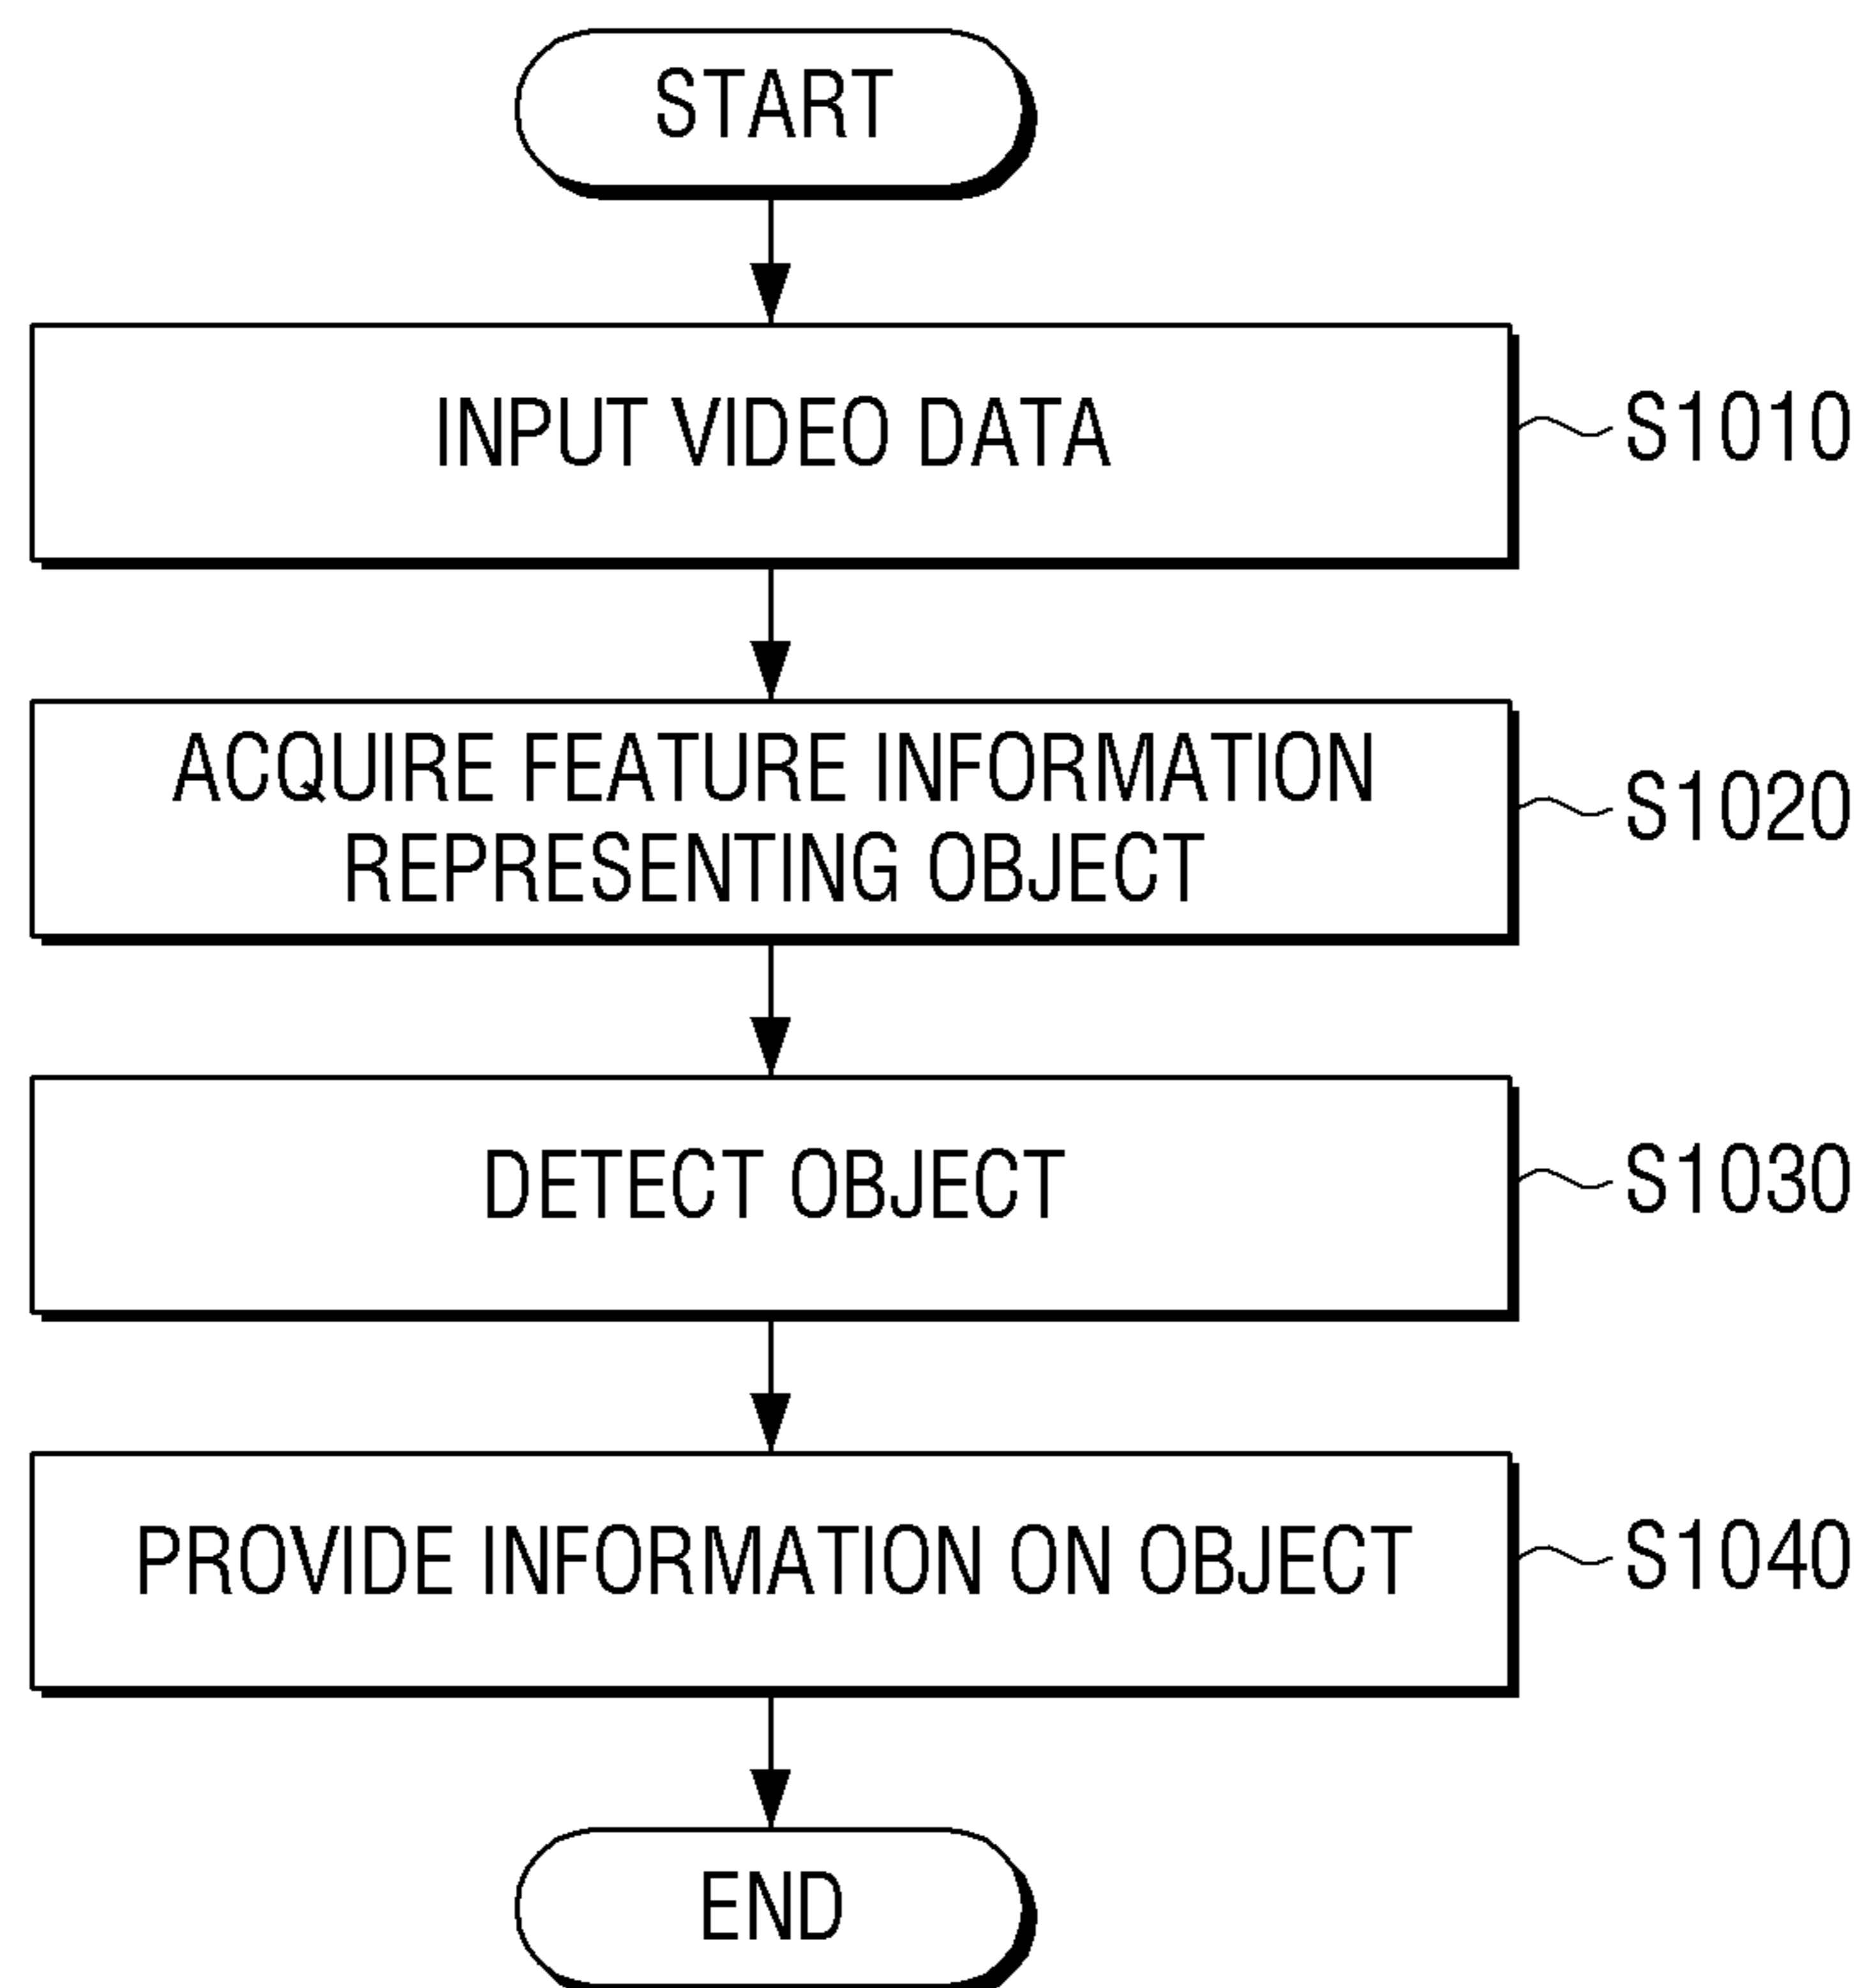 START
INPUT VIDEO DATA
S1010
ACQUIRE FEATURE INFORMATION
REPRESENTING OBJECT
S1020
DETECT OBJECT
S1030
PROVIDE INFORMATION ON OBJECT
S1040
END